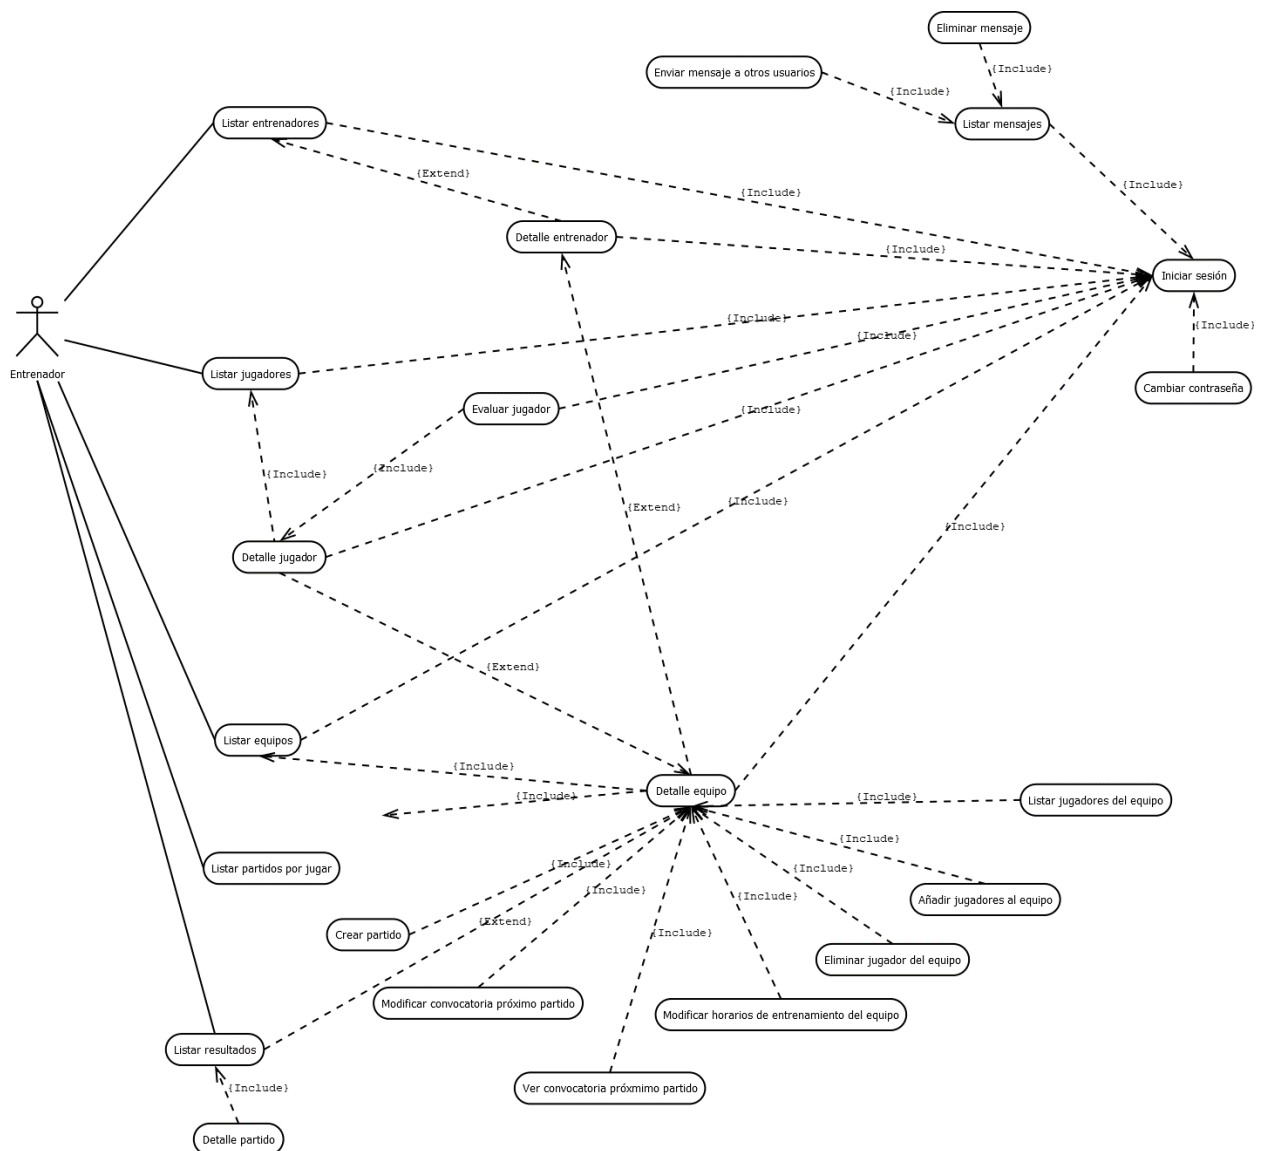 Eliminar mensaje
Enviar mensaje a otros usuarios
{Include}
{Include}
Listar entrenadores
Listar mensajes
{Extend}
{Include}
{Include}
Detalle entrenador
{Include}
Iniciar sesión
{Include}
{Include}
{Include}
Entrenador
Listar jugadores
Cambiar contraseña
Evaluar jugador
{Include}
{Include}
{Include}
{Include}
{Extend}
{Include}
Detalle jugador
{Extend}
Listar equipos
{Include}
Detalle equipo
{Include}
{Include}
Listar jugadores del equipo
{Include}
Listar partidos por jugar
{Include}
{Include}
{Include}
{Include}
Añadir jugadores al equipo
{Extend}
Crear partido
{Include}
Eliminar jugador del equipo
Modificar convocatoria próximo partido
Modificar horarios de entrenamiento del equipo
Listar resultados
{Include}
Ver convocatoria próxmimo partido
Detalle partido